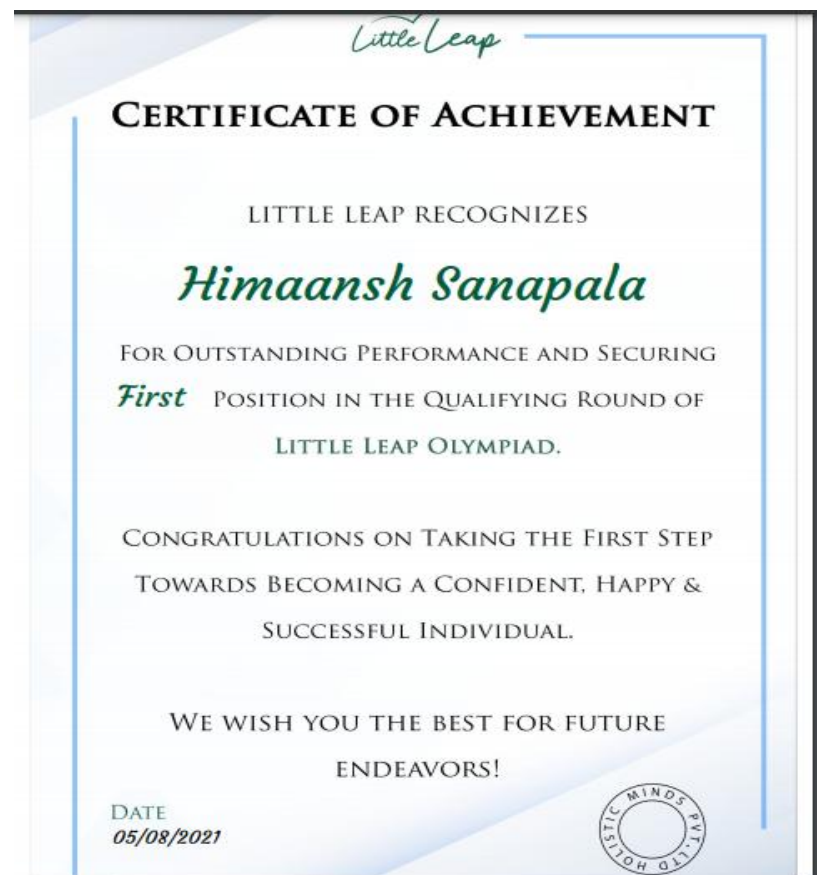 Little Leap
CERTIFICATE OF ACHIEVEMENT
LITTLE LEAP RECOGNIZES
Himaansh Sanapala
FOR OUTSTANDING PERFORMANCE AND SECURING
First POSITION IN THE QUALIFYING ROUND OF
LITTLE LEAP OLYMPIAD.
CONGRATULATIONS ON TAKING THE FIRST STEP
TOWARDS BECOMING A CONFIDENT, HAPPY &
SUCCESSFUL INDIVIDUAL.
WE WISH YOU THE BEST FOR FUTURE
ENDEAVORS!
DATE
05/08/2021
HOLISTIC MINDS PVT.LTD